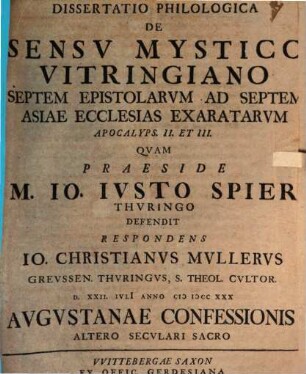 DISSERTATIO PHILOLOGICA
DE
SENSV MYSTICO
VITRINGIANO
SEPTEM EPISTOLARVM AD SEPTEM
ASIAE ECCLESIAS EXARATARVM
APOCALYPS. II. ET III.
QVAM
PRAESIDE
M. IO. IVSTO SPIER
THVRINGO
DEFENDIT
RESPONDENS
IO. CHRISTIANVS MVLLERVS
GREVSSEN. THVRINGVS, S. THEOL. CVLTOR.
D. XXII. IVLI ANNO CIↃ IↃCC XXX
AVGVSTANAE CONFESSIONIS
ALTERO SECVLARI SACRO
VVITTEBERGAE SAXON
EX OFFIC. GERDESIANA